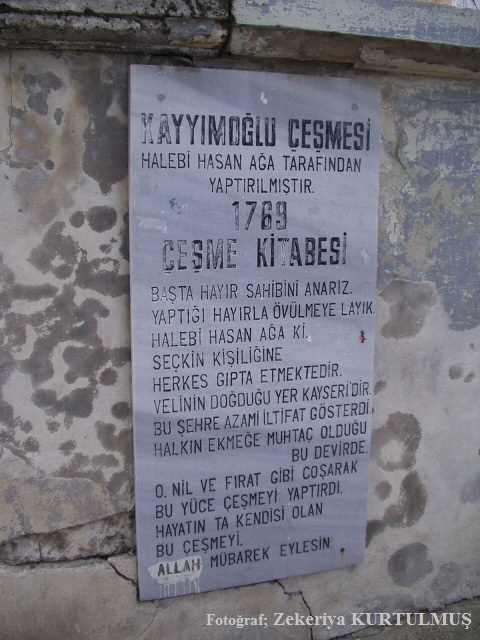 KAYYIMOĞLU ÇEŞMESİ
HALEBİ HASAN AĞA TARAFINDAN
YAPTIRILMIŞTIR.
1769
ÇEŞME KİTABESİ
BAŞTA HAYIR SAHİBİNİ ANARIZ.
YAPTIĞI HAYIRLA ÖVÜLMEYE LAYIK.
HALEBİ HASAN AĞA Kİ.
SEÇKİN KİŞİLİĞİNE
HERKES GIPTA ETMEKTEDİR.
VELİNİN DOĞDUĞU YER KAYSERİ'DİR.
BU ŞEHRE AZAMİ İLTİFAT GÖSTERDİ.
HALKIN EKMEĞE MUHTAÇ OLDUĞU
BU DEVİRDE.
O. NİL VE FIRAT GİBİ COŞARAK
BU YÜCE ÇEŞMEYİ YAPTIRDI.
HAYATIN TA KENDİSİ OLAN
BU ÇEŞMEYİ.
ALLAH MÜBAREK EYLESİN.
Fotoğraf; Zekeriya KURTULMUŞ